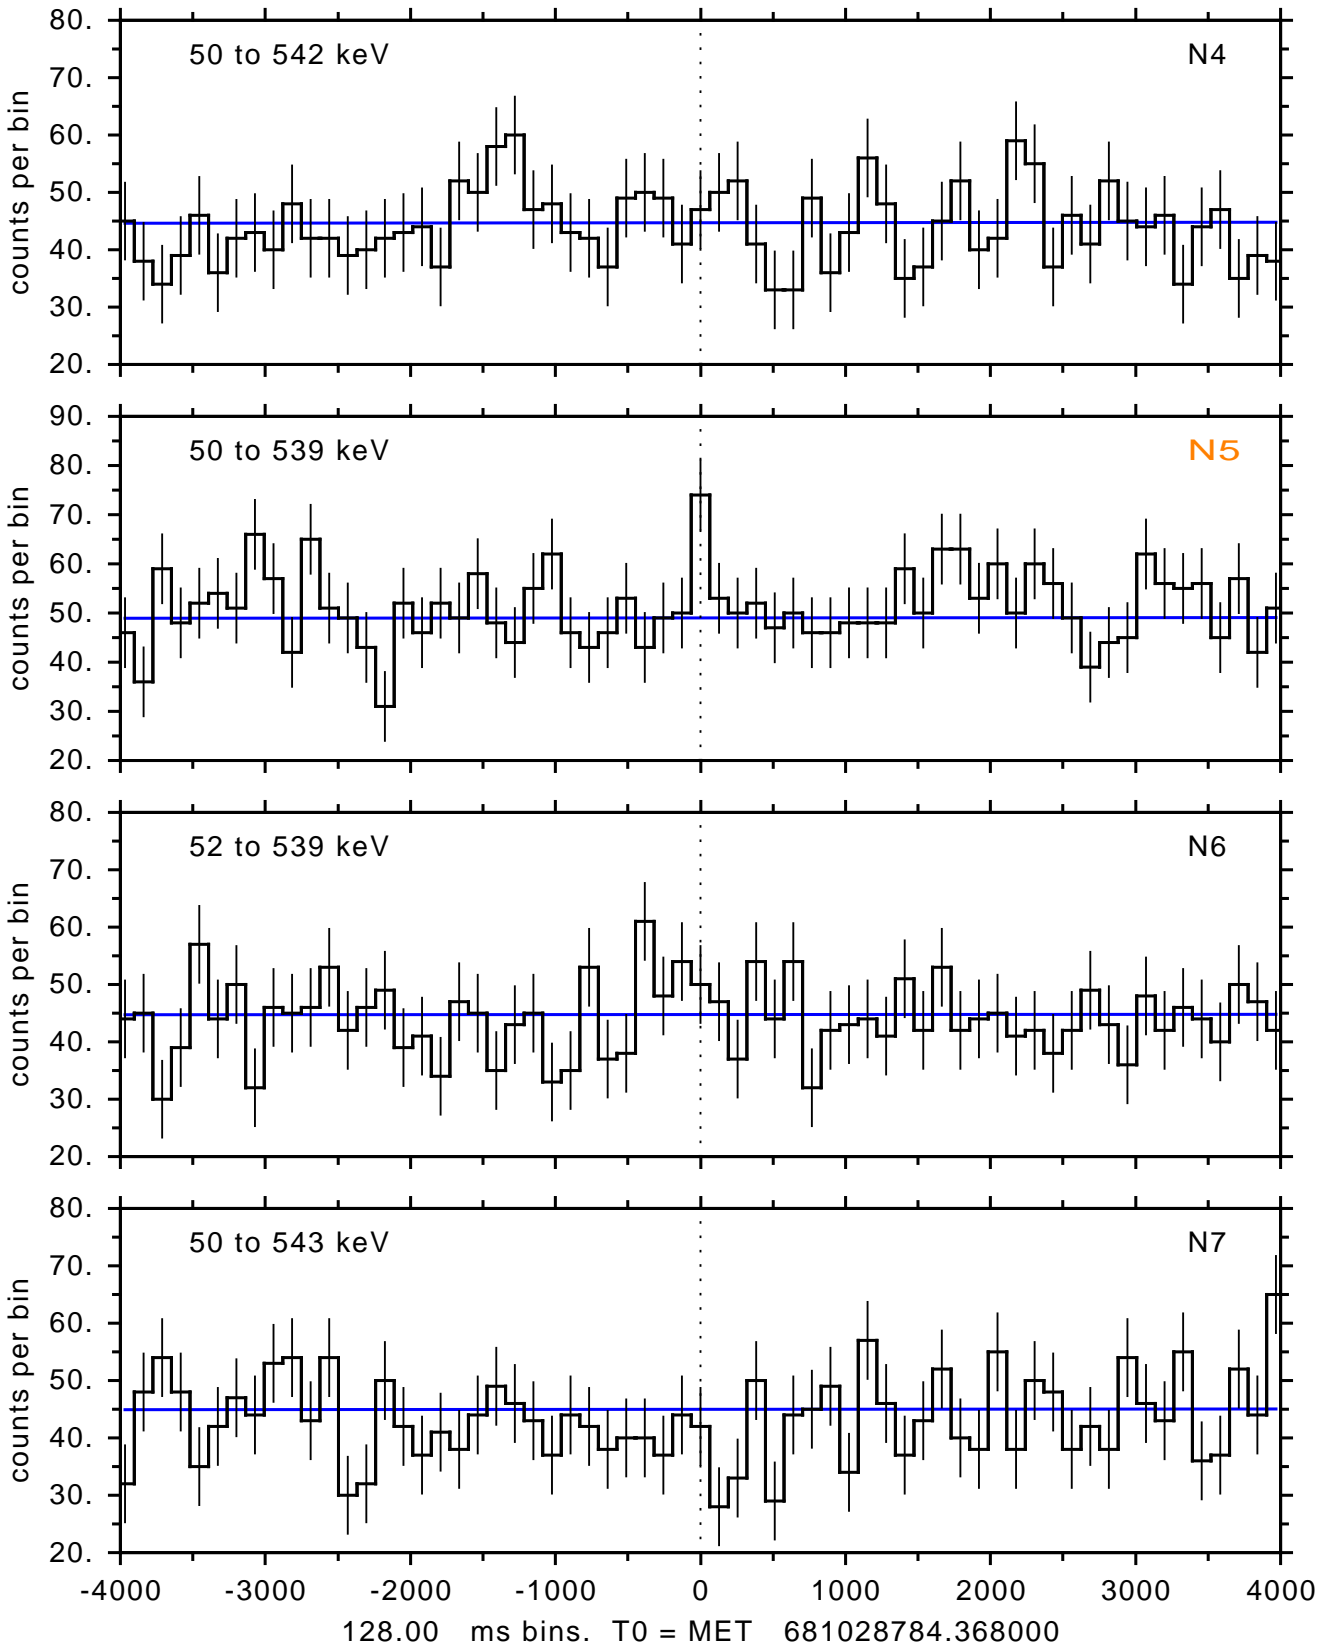 80.
50 to 542 keV N4
70.
60.
50.
40.
30.
20.
counts per bin
90.
50 to 539 keV N5
80.
70.
60.
50.
40.
30.
20.
counts per bin
80.
52 to 539 keV N6
70.
60.
50.
40.
30.
20.
counts per bin
80.
50 to 543 keV N7
70.
60.
50.
40.
30.
20.
counts per bin
-4000 -3000 -2000 -1000 0 1000 2000 3000 4000
128.00 ms bins. T0 = MET 681028784.368000